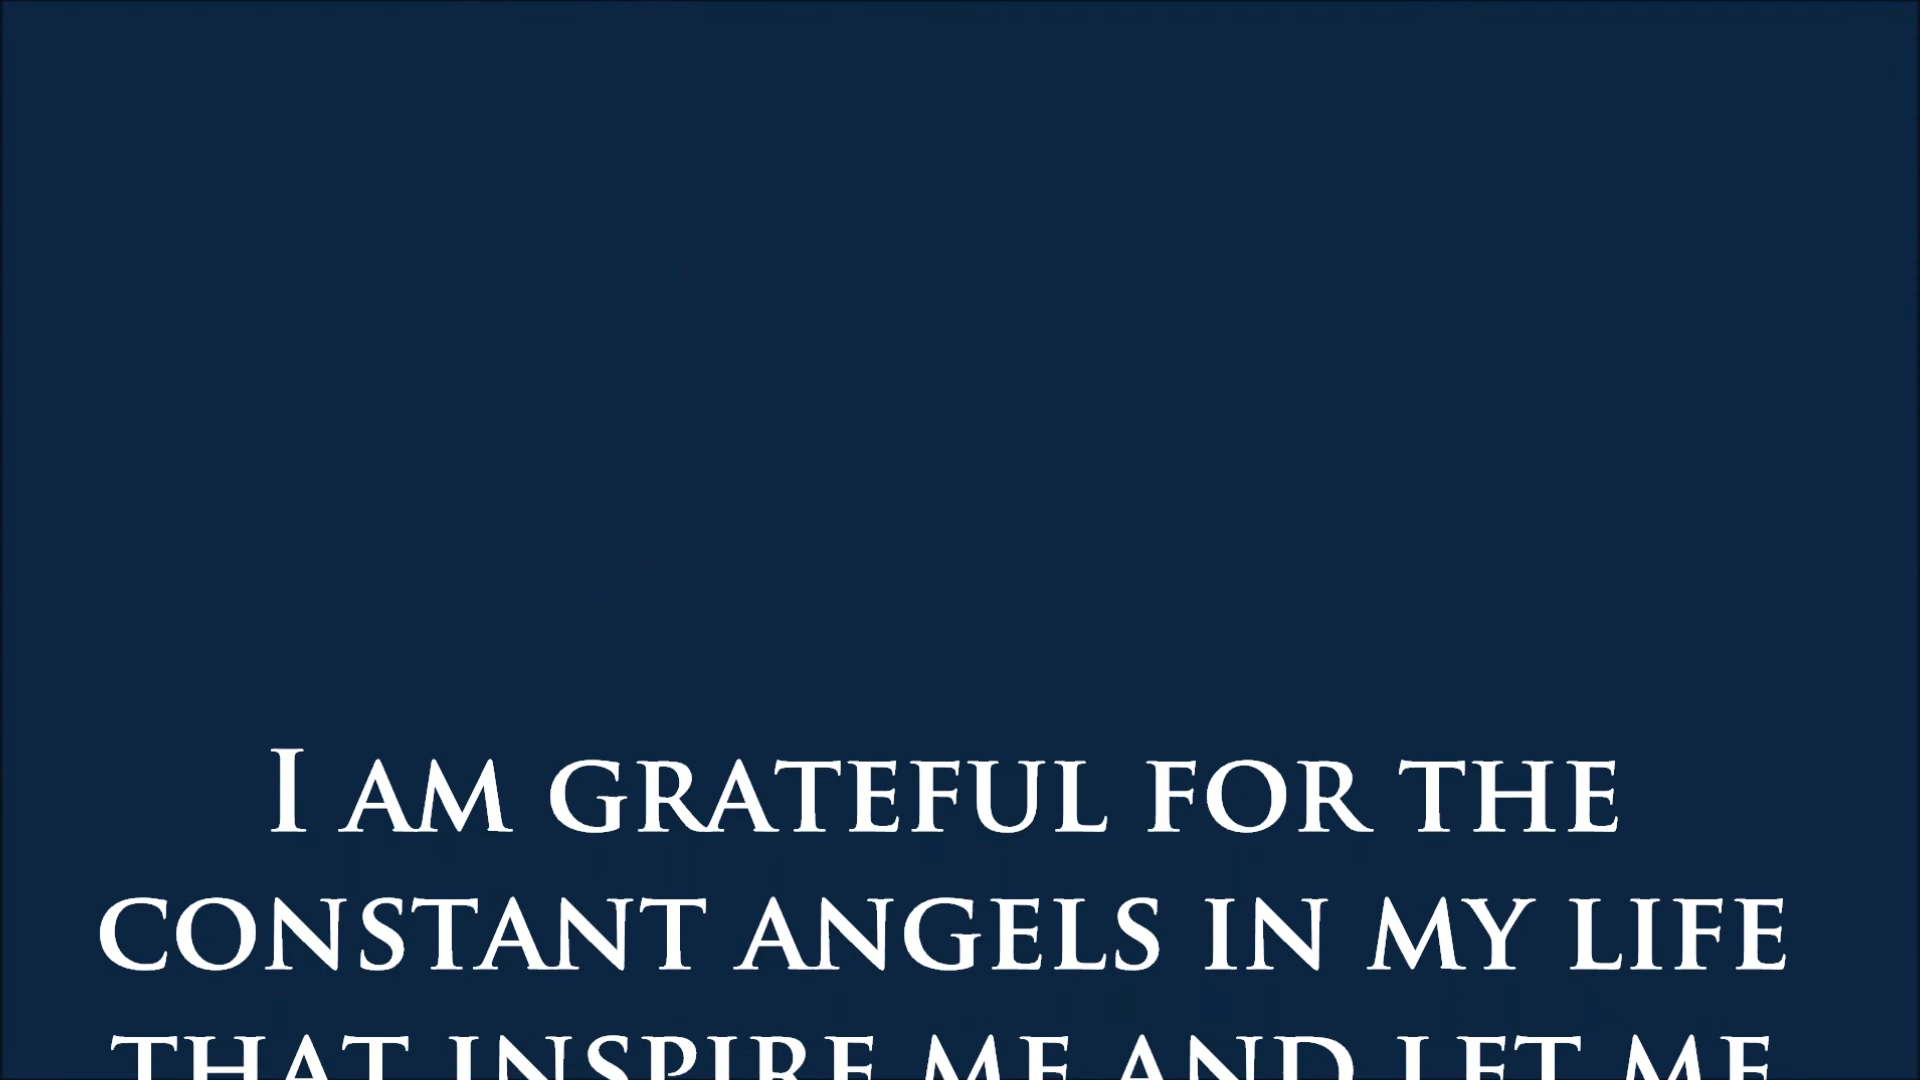 I AM GRATEFUL FOR THE
CONSTANT ANGELS IN MY LIFE
THAT INSPIRE ME AND LET ME